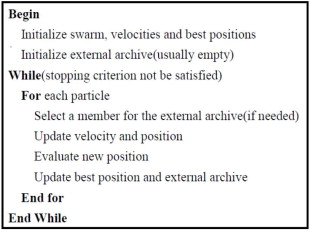 Begin
Initialize swarm, velocities and best positions
Initialize external archive(usually empty)
While(stopping criterion not be satisfied)
For each particle
Select a member for the external archive(if needed)
Update velocity and position
Evaluate new position
Update best position and external archive
End for
End While